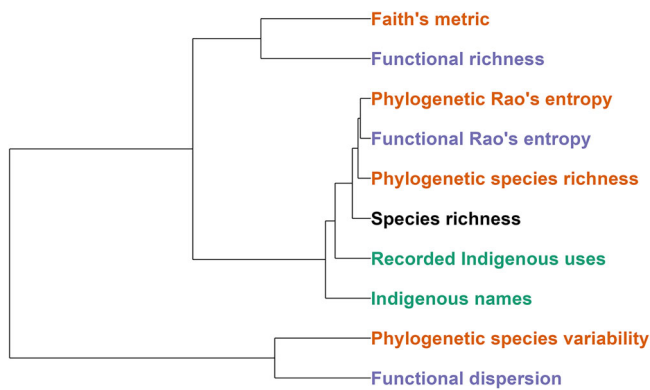 Faith's metric
Functional richness
Phylogenetic Rao's entropy
Functional Rao's entropy
Phylogenetic species richness
Species richness
Recorded Indigenous uses
Indigenous names
Phylogenetic species variability
Functional dispersion